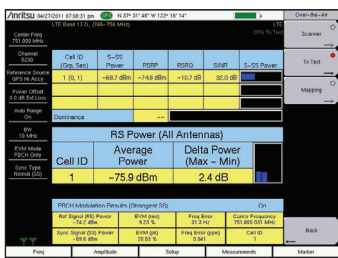 Anritsu 04/27/2011 07:08:31 pm N 37° 31' 48" W 122° 16' 14"
Over-the-Air
LTE Band 13 D.. (746-756 MHz)
LTE
OTA Tx Test
Center Freq
751.000 MHz
Scanner
Channel
5230
Cell ID
(Grp, Sec)
S-SS
Power
RSRP
RSRQ
SINR
S-SS Power
Tx Test
Reference Source
GPS Hi Accy
1 (0, 1)
-68.7 dBm
-74.8 dBm
-10.7 dB
32.0 dB
Power Offset
0.0 dB Ext Loss
Mapping
Auto Range
On
Dominance
--
BW
10 MHz
RS Power (All Antennas)
EVM Mode
PBCH Only
Cell ID
Average
Power
Delta Power
(Max - Min)
Sync Type
Normal (SS)
1
-75.9 dBm
2.4 dB
PBCH Modulation Results (Strongest SS)
On
Ref Signal (RS) Power
-74.2 dBm
EVM (rms)
9.23 %
Freq Error
31.3 Hz
Carrier Frequency
751.000 031 MHz
Sync Signal (SS) Power
-69.6 dBm
EVM (pk)
20.63 %
Freq Error (ppm)
0.041
Cell ID
1
Back
Freq
Amplitude
Setup
Measurements
Marker